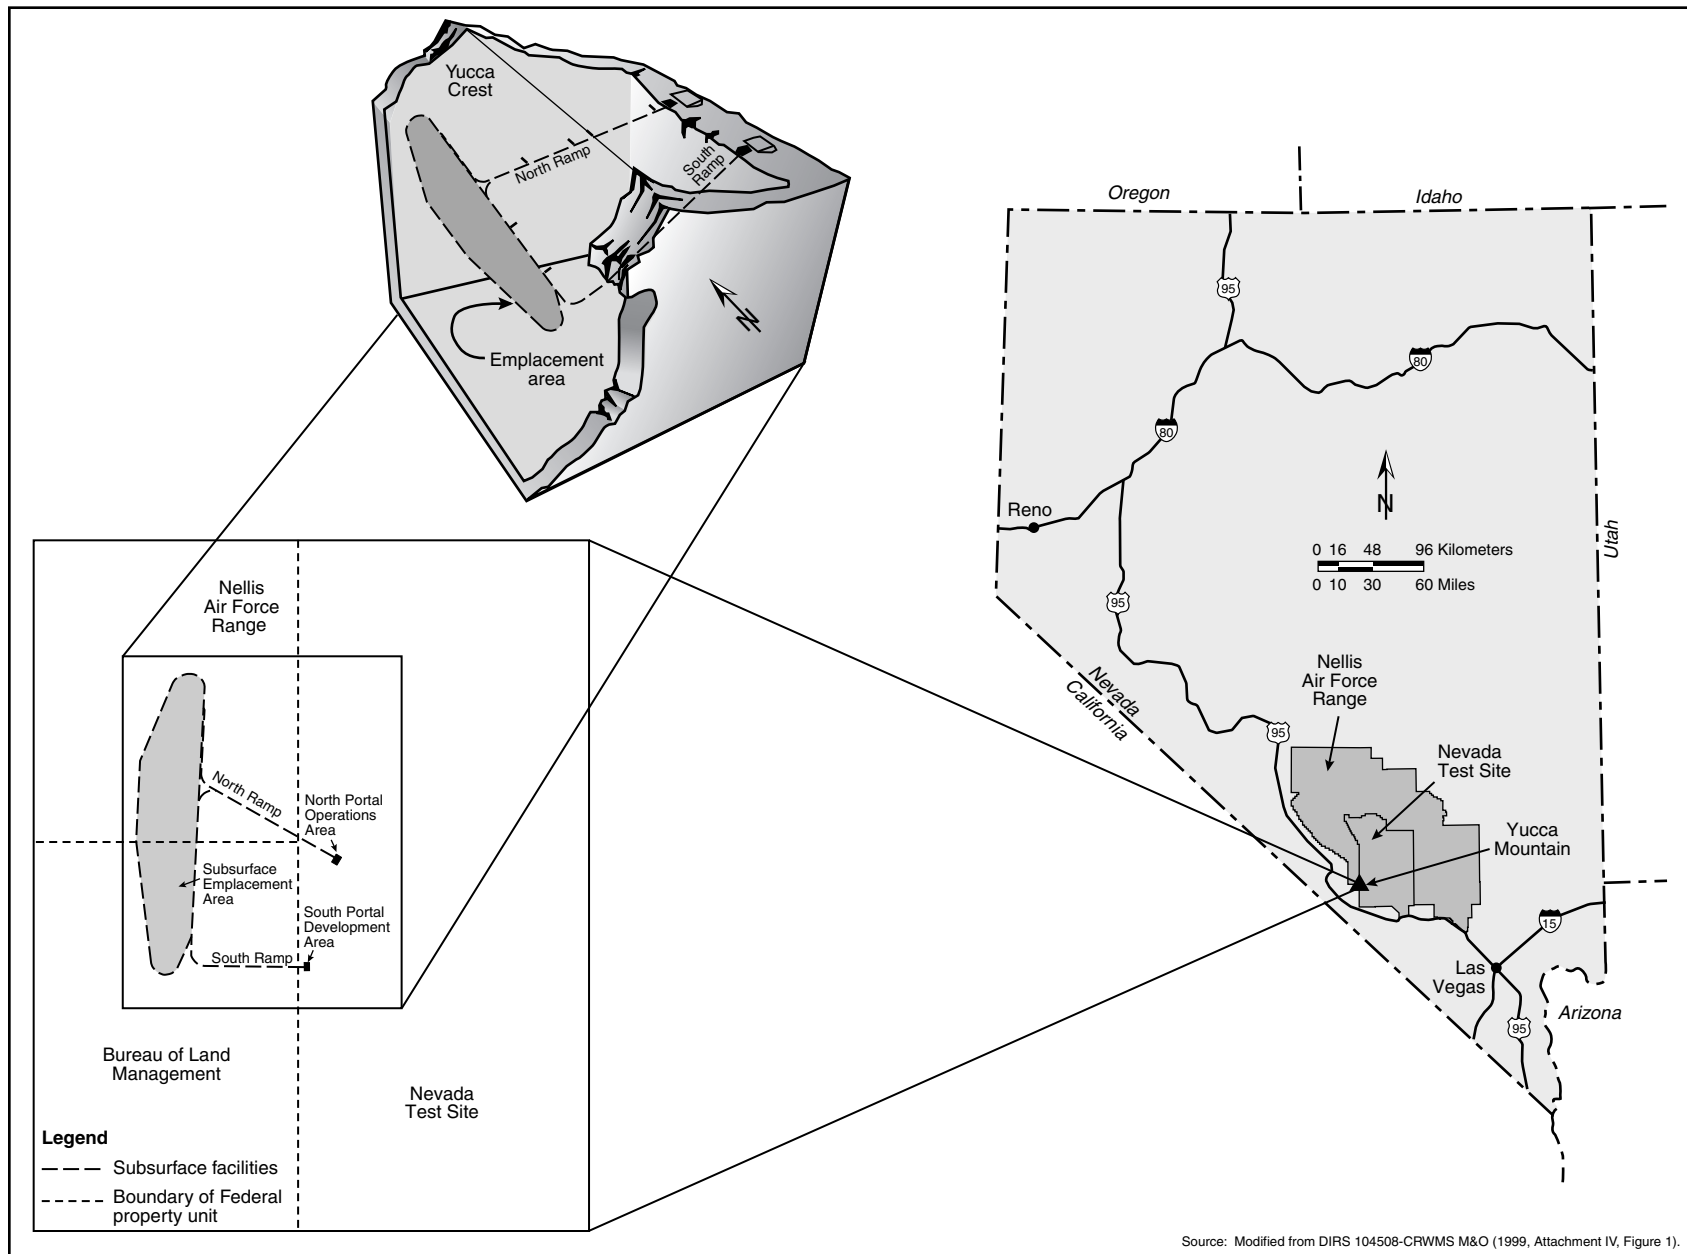 Yucca
Crest
North Ramp
South
Ramp
N
Emplacement
area
Nellis
Air Force
Range
North Ramp
North Portal
Operations
Area
Subsurface
Emplacement
Area
South Portal
Development
Area
South Ramp
Bureau of Land
Management
Nevada
Test Site
Legend
Subsurface facilities
Boundary of Federal
property unit
Oregon
Idaho
95
80
80
Reno
N
0 16 48 96 Kilometers
0 10 30 60 Miles
Utah
95
Nevada
California
Nellis
Air Force
Range
95
Nevada
Test Site
Yucca
Mountain
15
Las
Vegas
Arizona
95
Source: Modified from DIRS 104508-CRWMS M&O (1999, Attachment IV, Figure 1).